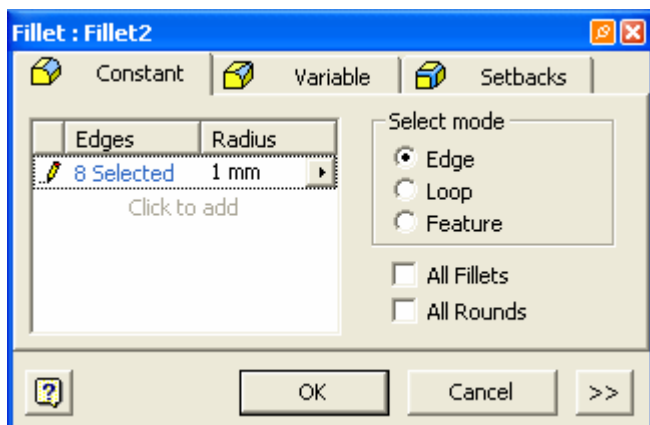 Fillet : Fillet2
Constant Variable Setbacks
Edges Radius
8 Selected 1 mm
Click to add
Select mode
Edge
Loop
Feature
All Fillets
All Rounds
? OK Cancel >>